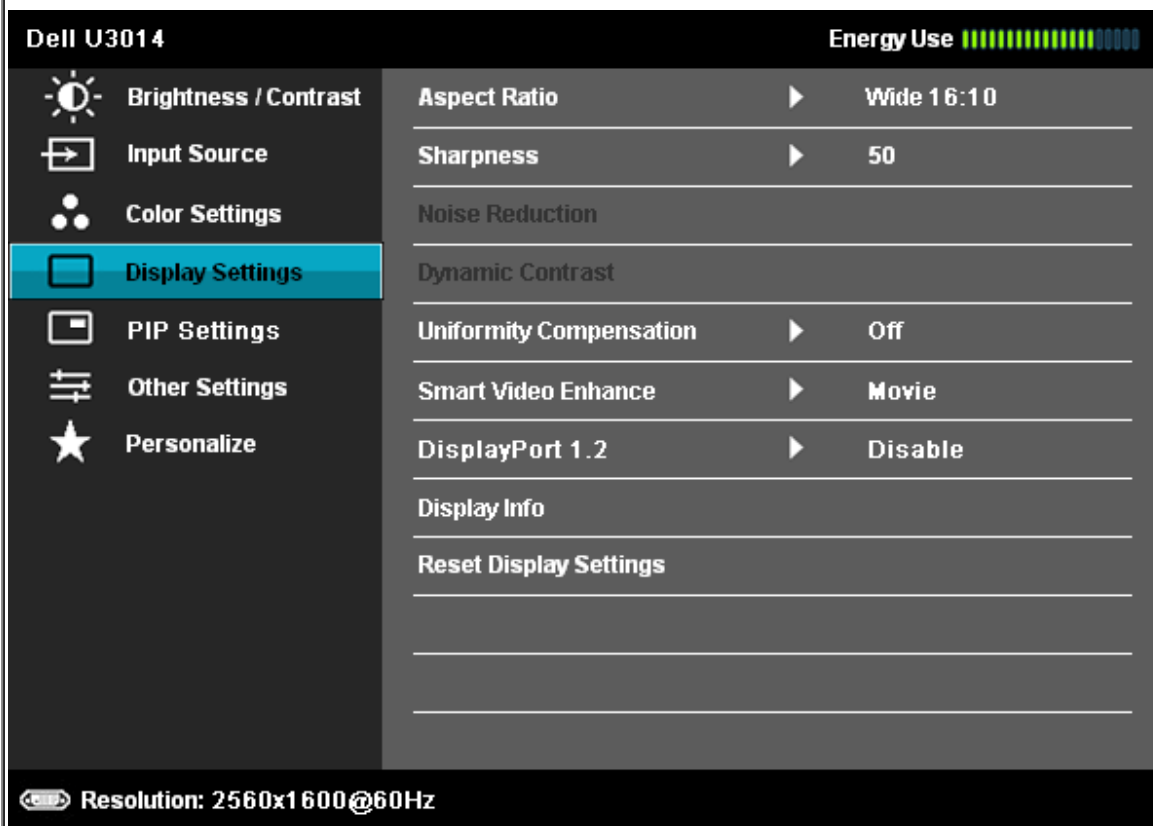 Dell U3014 Energy Use
Brightness / Contrast Aspect Ratio Wide 16:10
Input Source Sharpness 50
Color Settings Noise Reduction
Display Settings Dynamic Contrast
PIP Settings Uniformity Compensation Off
Other Settings Smart Video Enhance Movie
Personalize DisplayPort 1.2 Disable
Display Info
Reset Display Settings
Resolution: 2560x1600@60Hz